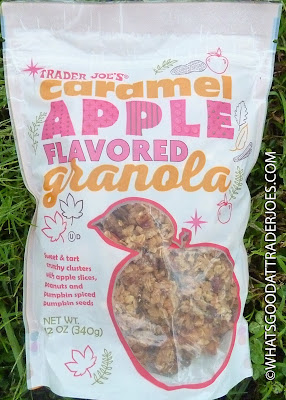 TRADER JOE'S®
caramel
APPLE
FLAVORED
granola
sweet & tart
crunchy clusters
with apple slices,
peanuts and
pumpkin spiced
pumpkin seeds
NET WT.
12 OZ (340g)
©WHATSGOODATTRADERJOES.COM